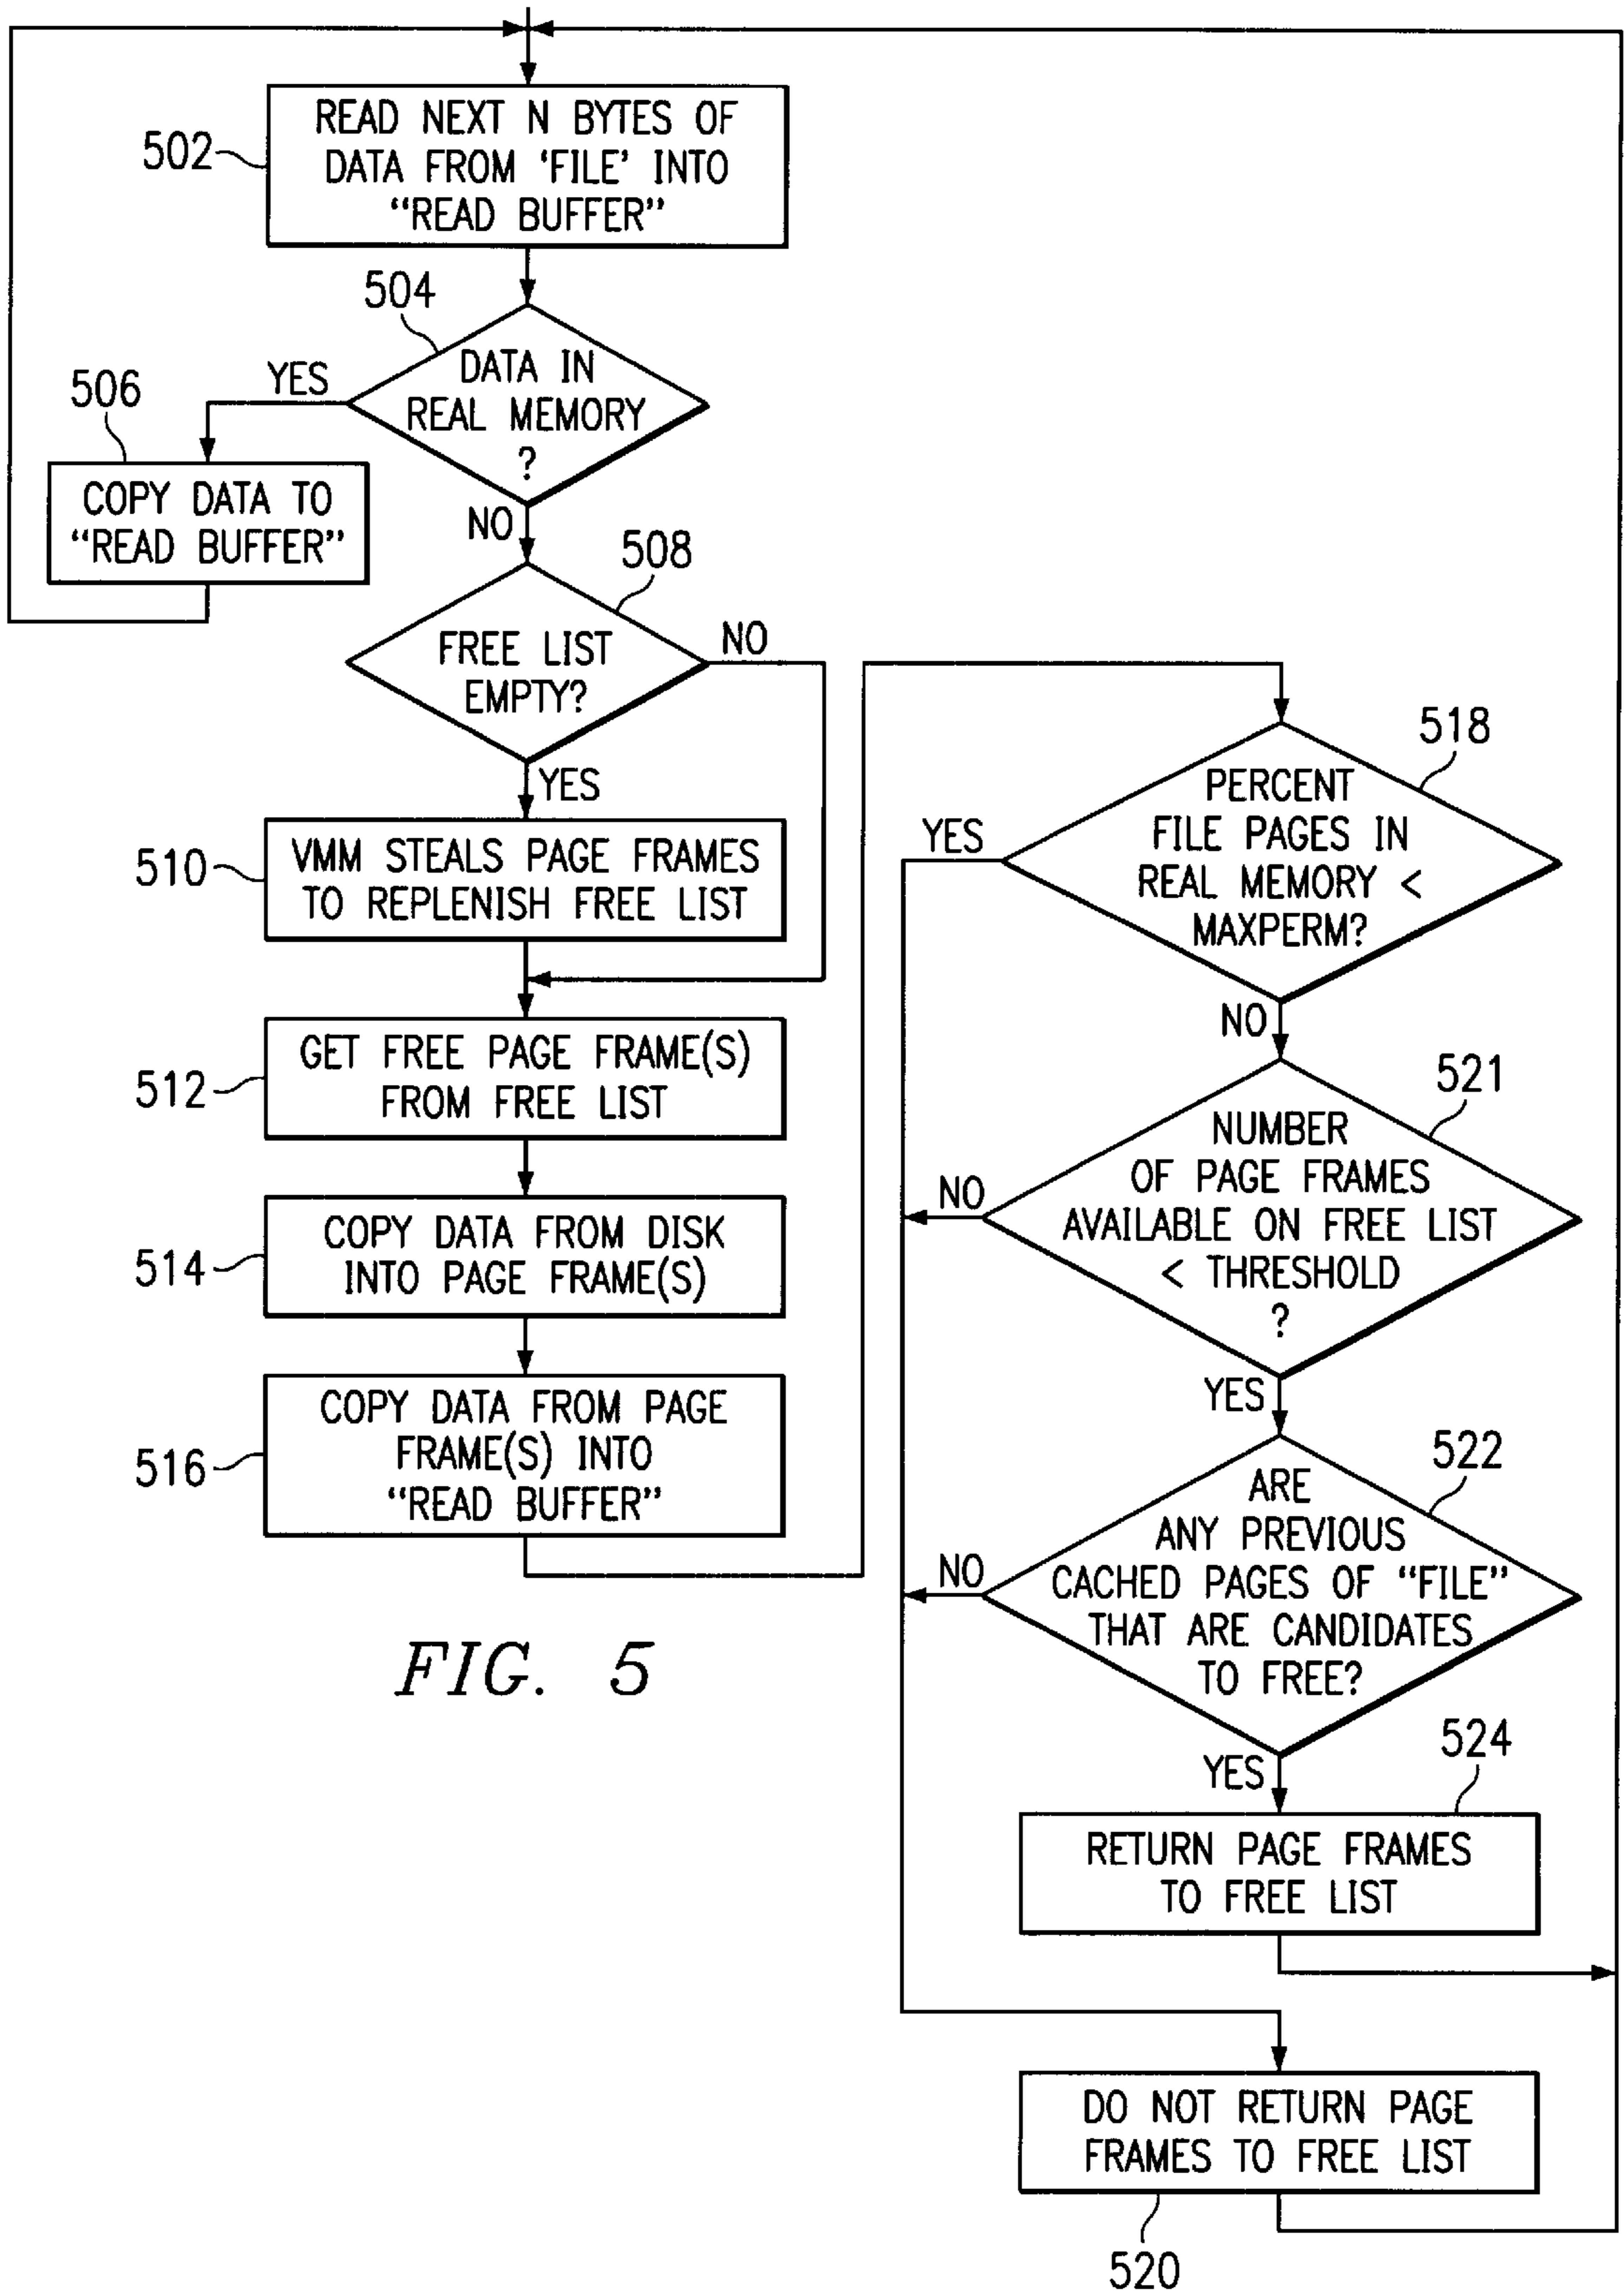 502
READ NEXT N BYTES OF
DATA FROM ‘FILE’ INTO
“READ BUFFER”
504
DATA IN
REAL MEMORY
?
YES
NO
506
COPY DATA TO
“READ BUFFER”
508
FREE LIST
EMPTY?
NO
YES
510
VMM STEALS PAGE FRAMES
TO REPLENISH FREE LIST
512
GET FREE PAGE FRAME(S)
FROM FREE LIST
514
COPY DATA FROM DISK
INTO PAGE FRAME(S)
516
COPY DATA FROM PAGE
FRAME(S) INTO
“READ BUFFER”
FIG. 5
518
PERCENT
FILE PAGES IN
REAL MEMORY <
MAXPERM?
YES
NO
521
NUMBER
OF PAGE FRAMES
AVAILABLE ON FREE LIST
< THRESHOLD
?
NO
YES
522
ARE
ANY PREVIOUS
CACHED PAGES OF “FILE”
THAT ARE CANDIDATES
TO FREE?
NO
YES
524
RETURN PAGE FRAMES
TO FREE LIST
DO NOT RETURN PAGE
FRAMES TO FREE LIST
520